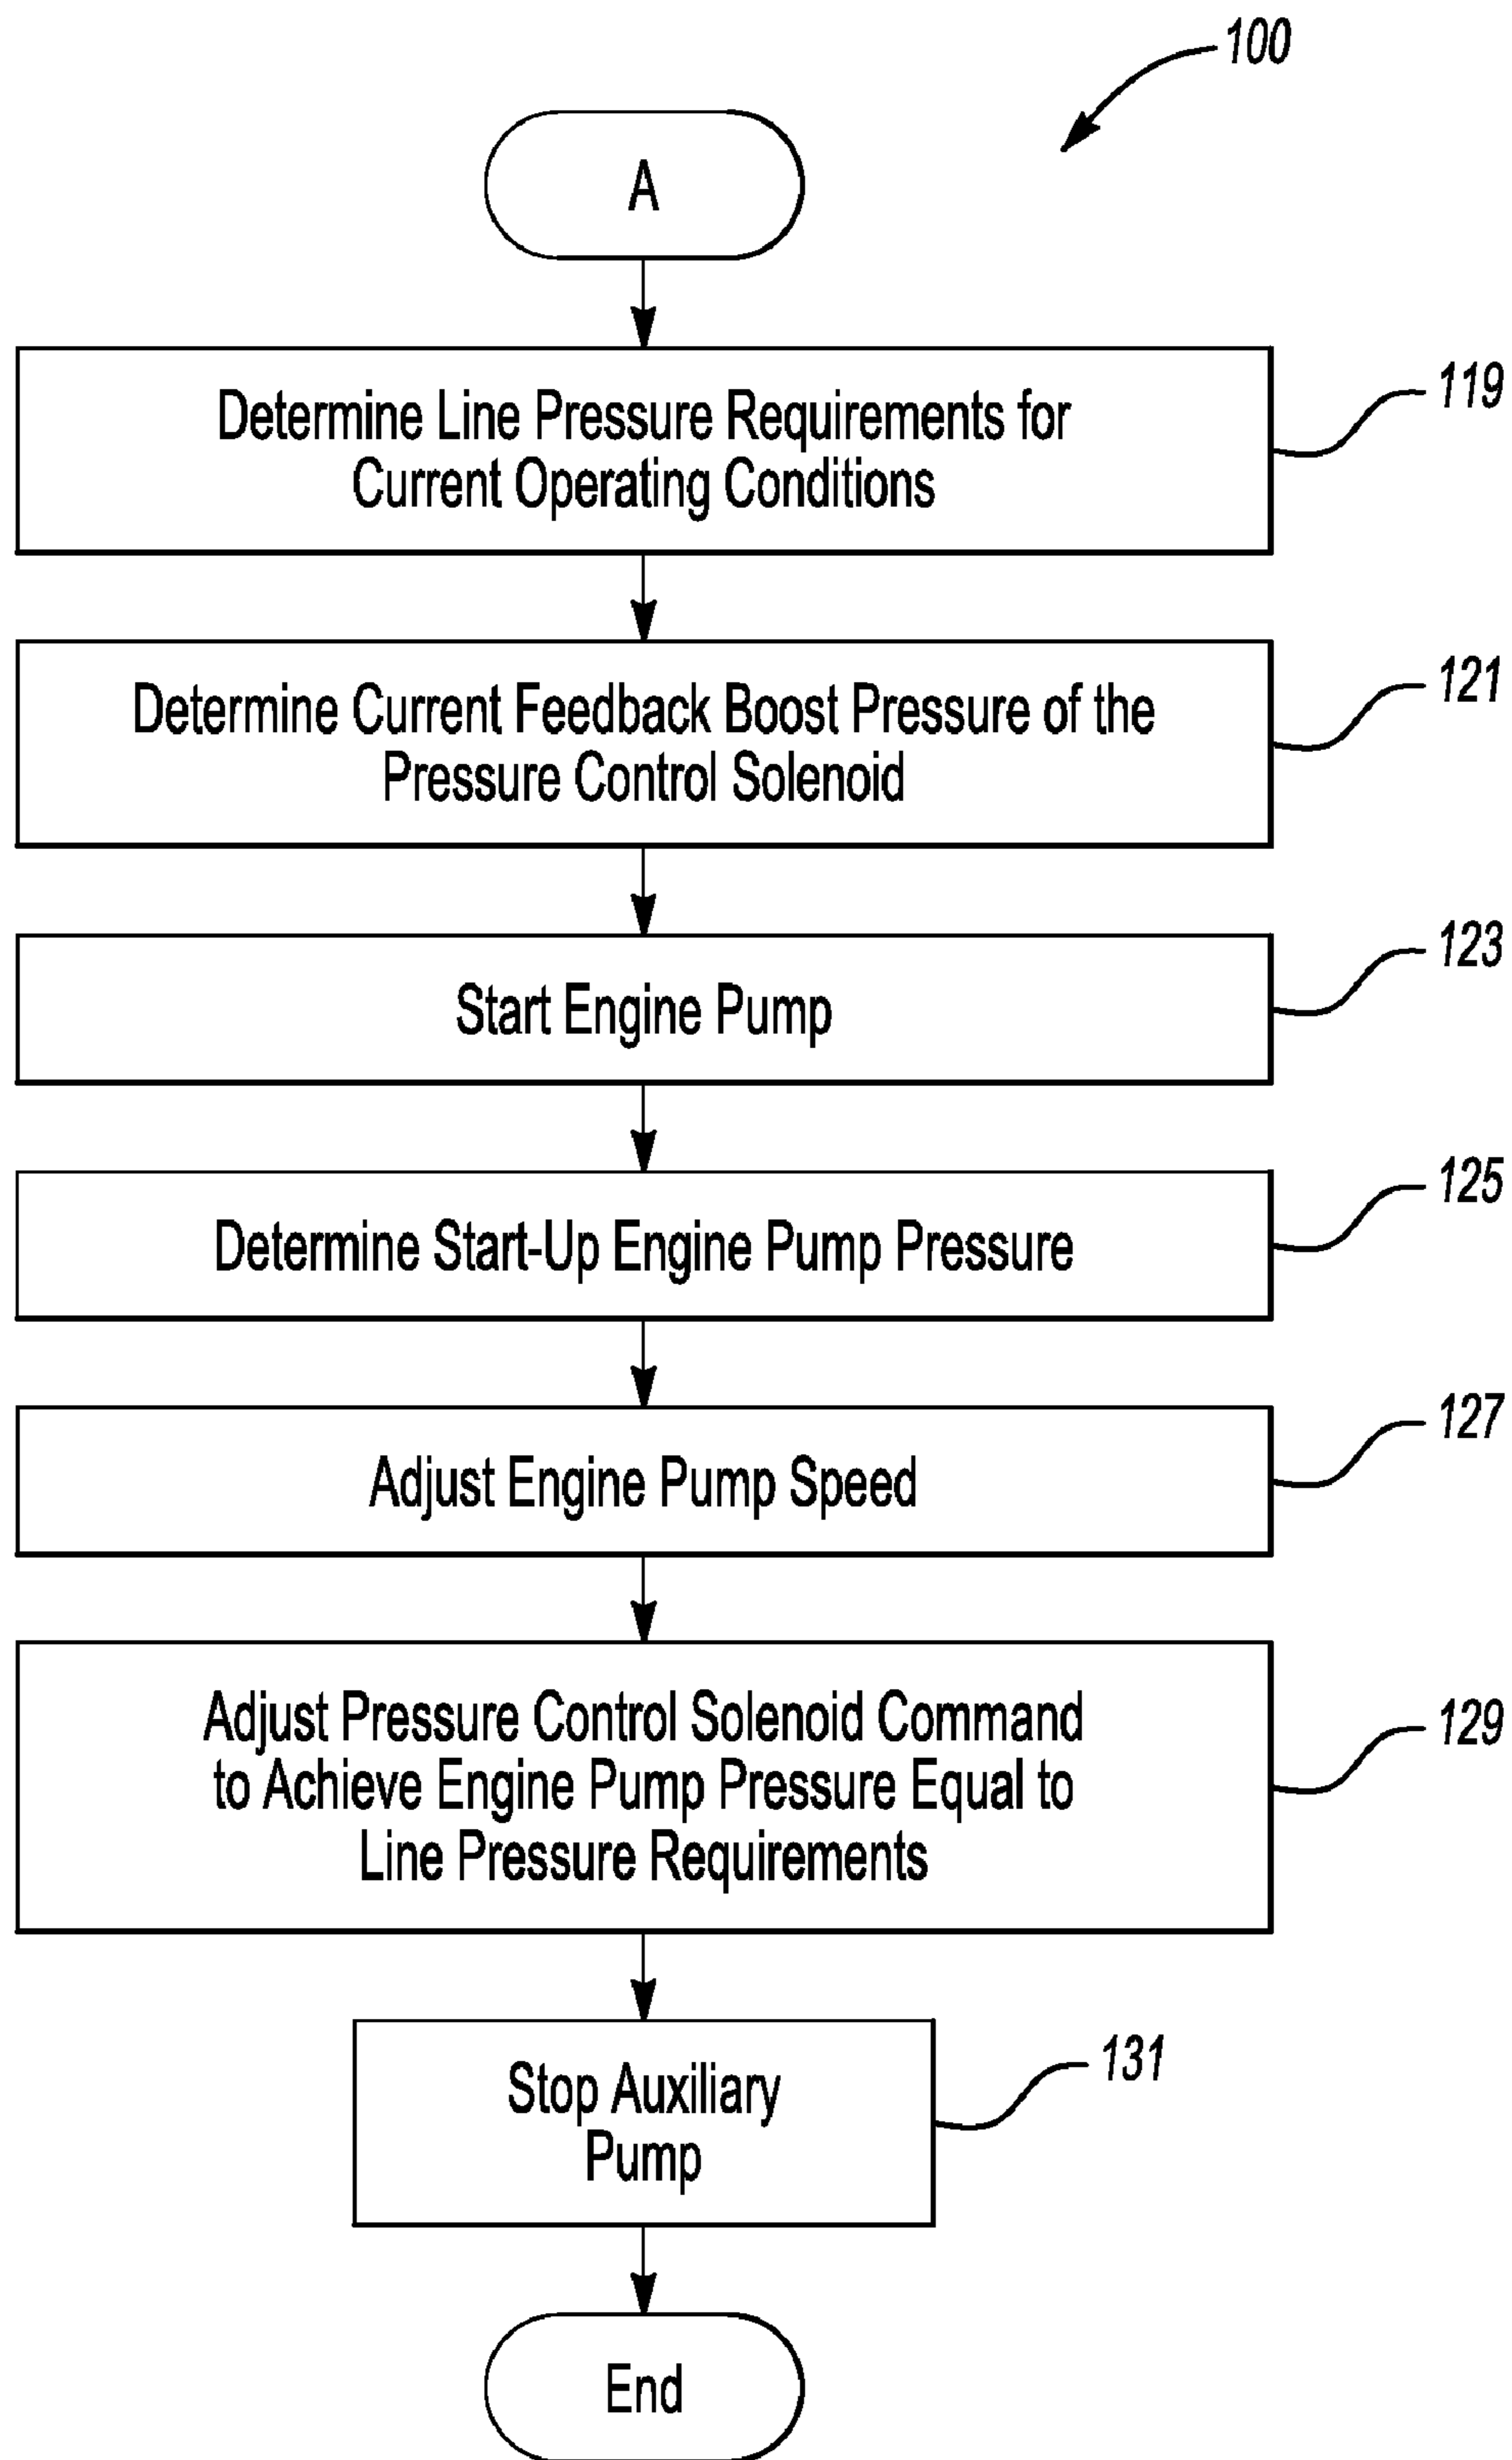 100
A
Determine Line Pressure Requirements for
Current Operating Conditions
119
Determine Current Feedback Boost Pressure of the
Pressure Control Solenoid
121
Start Engine Pump
123
Determine Start-Up Engine Pump Pressure
125
Adjust Engine Pump Speed
127
Adjust Pressure Control Solenoid Command
to Achieve Engine Pump Pressure Equal to
Line Pressure Requirements
129
Stop Auxiliary
Pump
131
End